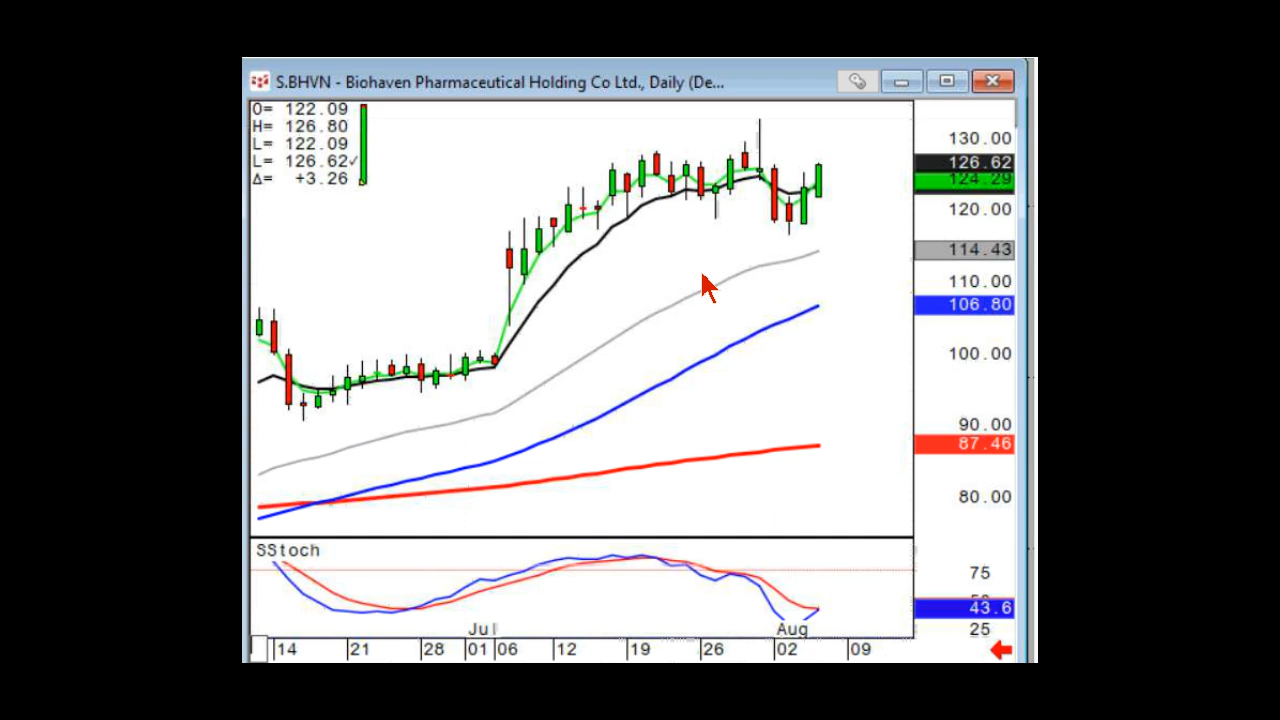 S.BHVN - Biohaven Pharmaceutical Holding Co Ltd., Daily (De...
O= 122.09
H= 126.80
L= 122.09
L= 126.62✓
Δ= +3.26
130.00
126.62
124.29
120.00
114.43
110.00
106.80
100.00
90.00
87.46
80.00
SStoch
75
43.6
25
Jul Aug
14 21 28 01 06 12 19 26 02 09